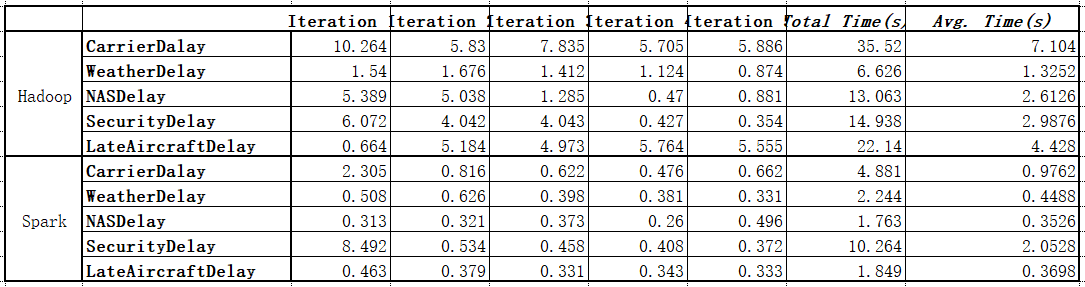 Iteration Iteration Iteration Iteration Iteration Total Time(s) Avg. Time(s)
Hadoop CarrierDalay 10.264 5.83 7.835 5.705 5.886 35.52 7.104
WeatherDelay 1.54 1.676 1.412 1.124 0.874 6.626 1.3252
NASDelay 5.389 5.038 1.285 0.47 0.881 13.063 2.6126
SecurityDelay 6.072 4.042 4.043 0.427 0.354 14.938 2.9876
LateAircraftDelay 0.664 5.184 4.973 5.764 5.555 22.14 4.428
Spark CarrierDalay 2.305 0.816 0.622 0.476 0.662 4.881 0.9762
WeatherDelay 0.508 0.626 0.398 0.381 0.331 2.244 0.4488
NASDelay 0.313 0.321 0.373 0.26 0.496 1.763 0.3526
SecurityDelay 8.492 0.534 0.458 0.408 0.372 10.264 2.0528
LateAircraftDelay 0.463 0.379 0.331 0.343 0.333 1.849 0.3698